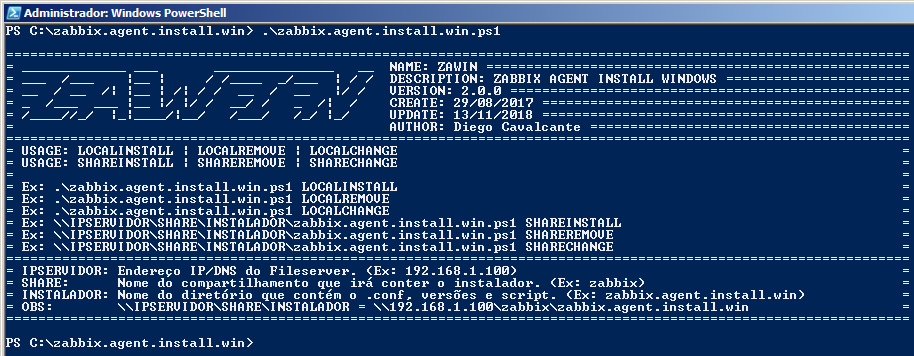 Administrador: Windows PowerShell
PS C:\zabbix.agent.install.win> .\zabbix.agent.install.win.ps1
================================================================================================================
= NAME: ZAWIN =====================================================
= DESCRIPTION: ZABBIX AGENT INSTALL WINDOWS =======================
= VERSION: 2.0.0 ==================================================
= CREATE: 29/08/2017 ==============================================
= UPDATE: 13/11/2018 ==============================================
= AUTHOR: Diego Cavalcante ========================================
================================================================================================================
= USAGE: LOCALINSTALL | LOCALREMOVE | LOCALCHANGE =
= USAGE: SHAREINSTALL | SHAREREMOVE | SHARECHANGE =
= =
= Ex: .\zabbix.agent.install.win.ps1 LOCALINSTALL =
= Ex: .\zabbix.agent.install.win.ps1 LOCALREMOVE =
= Ex: .\zabbix.agent.install.win.ps1 LOCALCHANGE =
= Ex: \\IPSERVIDOR\SHARE\INSTALADOR\zabbix.agent.install.win.ps1 SHAREINSTALL =
= Ex: \\IPSERVIDOR\SHARE\INSTALADOR\zabbix.agent.install.win.ps1 SHAREREMOVE =
= Ex: \\IPSERVIDOR\SHARE\INSTALADOR\zabbix.agent.install.win.ps1 SHARECHANGE =
================================================================================================================
= IPSERVIDOR: Endereço IP/DNS do Fileserver. (Ex: 192.168.1.100) =
= SHARE: Nome do compartilhamento que irá conter o instalador. (Ex: zabbix) =
= INSTALADOR: Nome do diretório que contém o .conf, versões e script. (Ex: zabbix.agent.install.win) =
= OBS: \\IPSERVIDOR\SHARE\INSTALADOR = \\192.168.1.100\zabbix\zabbix.agent.install.win =
================================================================================================================
PS C:\zabbix.agent.install.win>